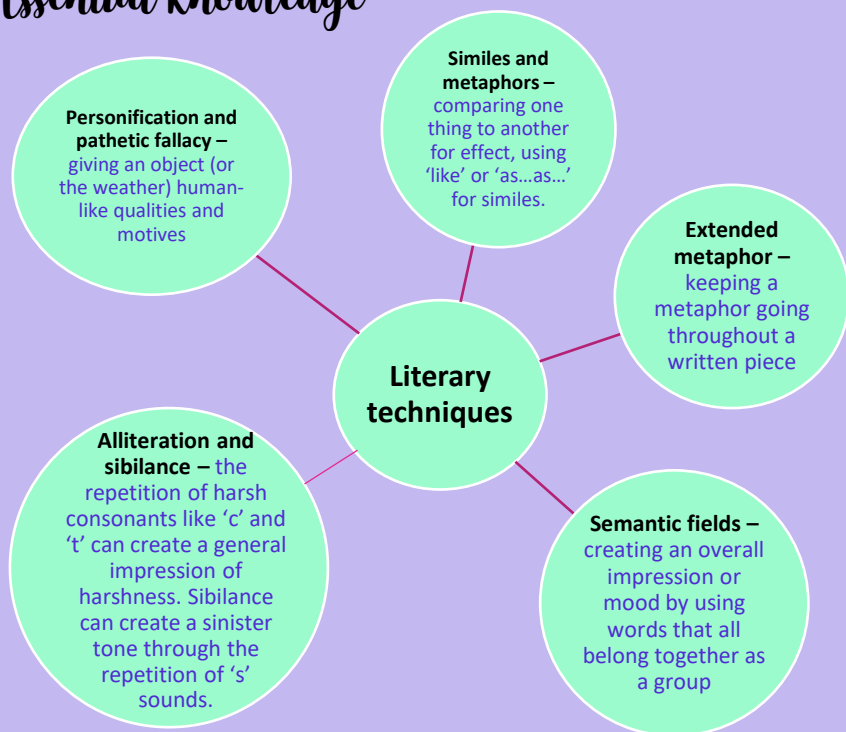 Essential Knowledge
Similes and
metaphors –
comparing one
thing to another
for effect, using
‘like’ or ‘as...as...’
for similes.
Personification and
pathetic fallacy –
giving an object (or
the weather) human-
like qualities and
motives
Extended
metaphor –
keeping a
metaphor going
throughout a
written piece
Literary
techniques
Alliteration and
sibilance – the
repetition of harsh
consonants like ‘c’ and
‘t’ can create a general
impression of
harshness. Sibilance
can create a sinister
tone through the
repetition of ‘s’
sounds.
Semantic fields –
creating an overall
impression or
mood by using
words that all
belong together as
a group